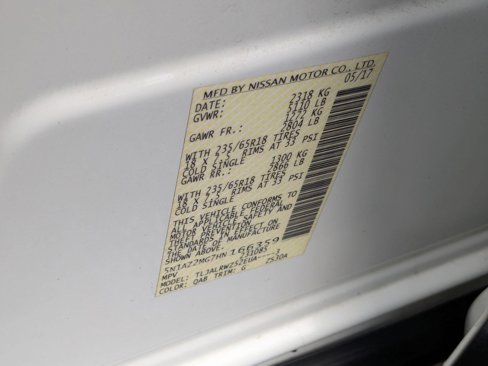 MFD BY NISSAN MOTOR CO., LTD.
DATE: 05/17
GVWR: 2318 KG
5110 LB
GAWR FR.: 1272 KG
2804 LB
WITH 235/65R18 TIRES
18 X 7.5 RIMS AT 33 PSI
COLD SINGLE
GAWR RR.: 1300 KG
2866 LB
WITH 235/65R18 TIRES
18 X 7.5 RIMS AT 33 PSI
COLD SINGLE
THIS VEHICLE CONFORMS TO
ALL APPLICABLE FEDERAL
MOTOR VEHICLE SAFETY AND
THEFT PREVENTION
STANDARDS IN EFFECT ON
THE DATE OF MANUFACTURE
SHOWN ABOVE.
5N1AZ2MG7HN166359
MPV
MODEL:
COLOR: QAB TRIM: G